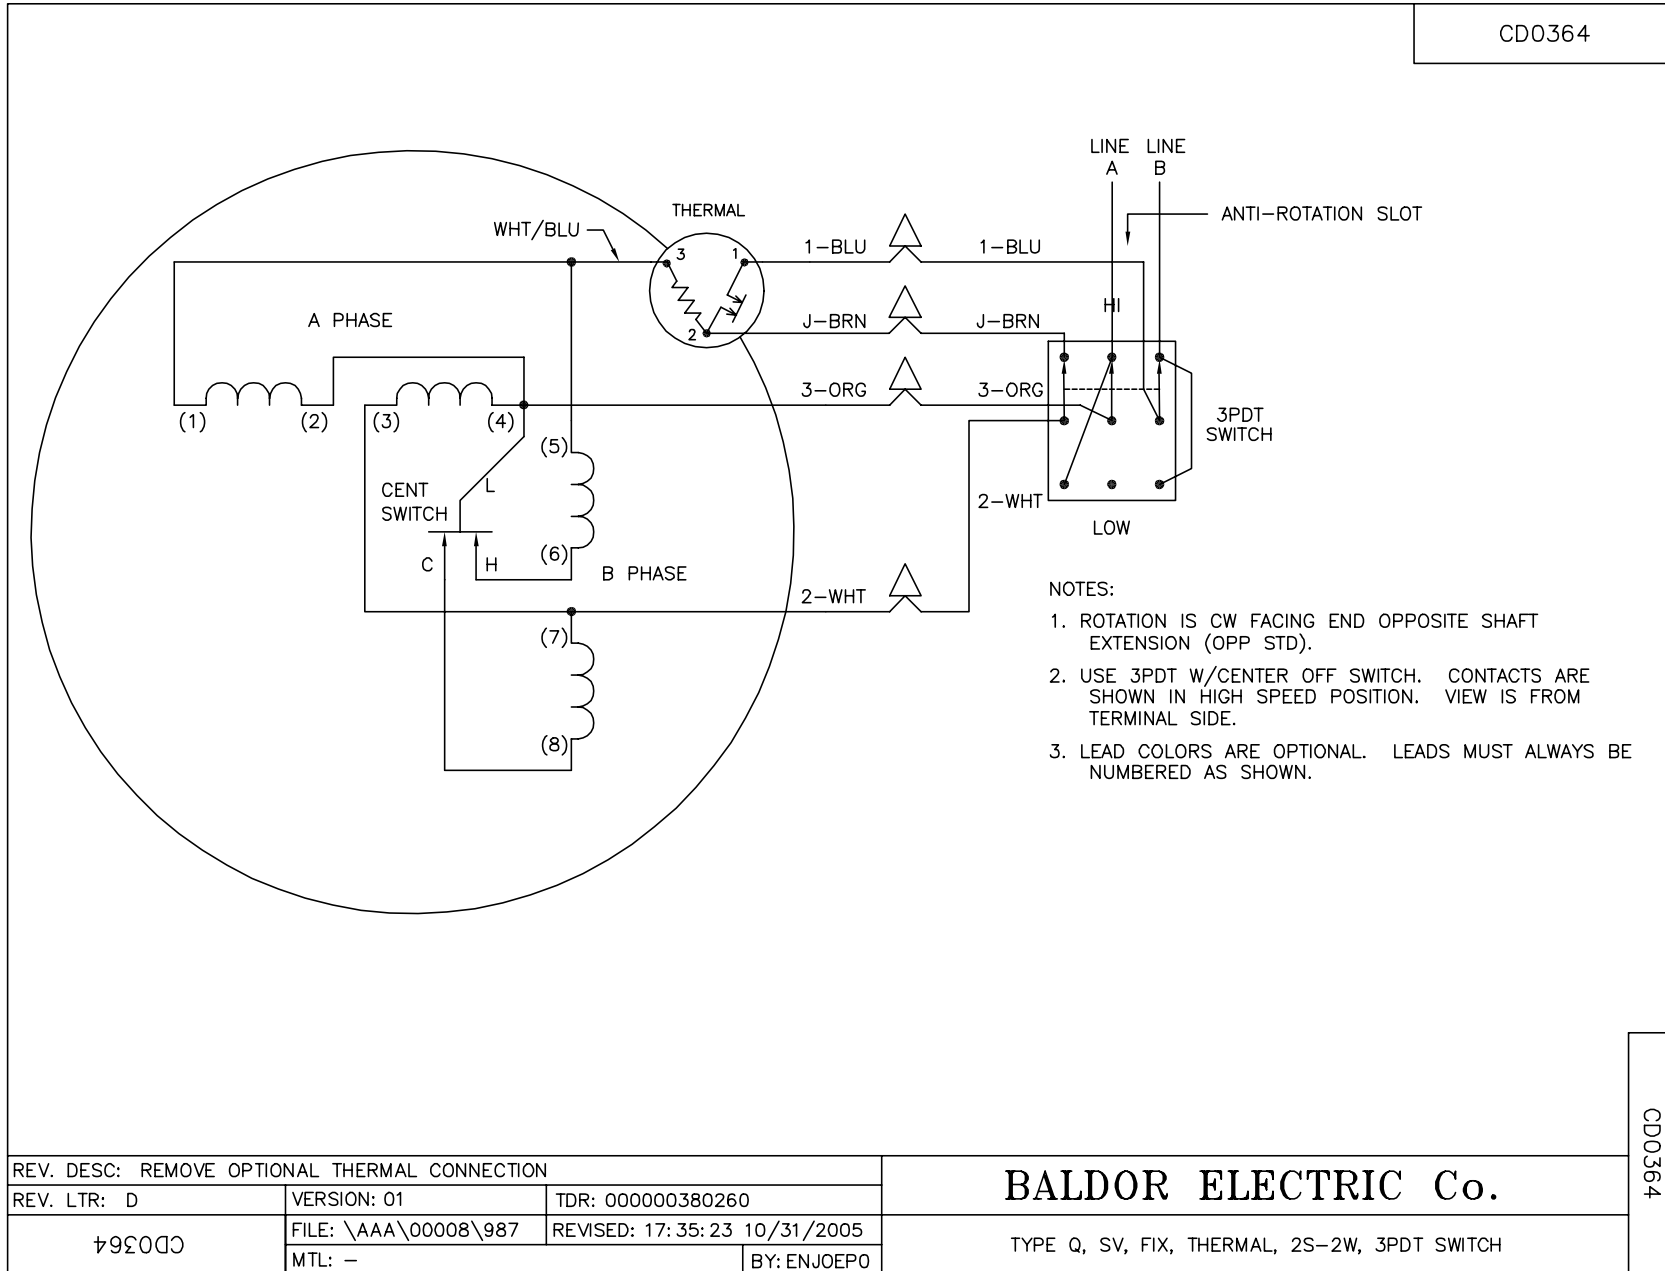 CD0364
LINE LINE
A B
ANTI-ROTATION SLOT
THERMAL
WHT/BLU
3 1
2
1-BLU 1-BLU
HI
A PHASE
J-BRN J-BRN
3-ORG 3-ORG
(1) (2) (3) (4)
3PDT
SWITCH
(5)
L
CENT
SWITCH
2-WHT
LOW
(6)
C H
B PHASE
2-WHT
(7)
(8)
NOTES:
1. ROTATION IS CW FACING END OPPOSITE SHAFT
EXTENSION (OPP STD).
2. USE 3PDT W/CENTER OFF SWITCH. CONTACTS ARE
SHOWN IN HIGH SPEED POSITION. VIEW IS FROM
TERMINAL SIDE.
3. LEAD COLORS ARE OPTIONAL. LEADS MUST ALWAYS BE
NUMBERED AS SHOWN.
CD0364
REV. DESC: REMOVE OPTIONAL THERMAL CONNECTION
REV. LTR: D
VERSION: 01
TDR: 000000380260
CD0364
FILE: \AAA\00008\987
REVISED: 17:35:23 10/31/2005
MTL: -
BY: ENJOEPO
BALDOR ELECTRIC Co.
TYPE Q, SV, FIX, THERMAL, 2S-2W, 3PDT SWITCH